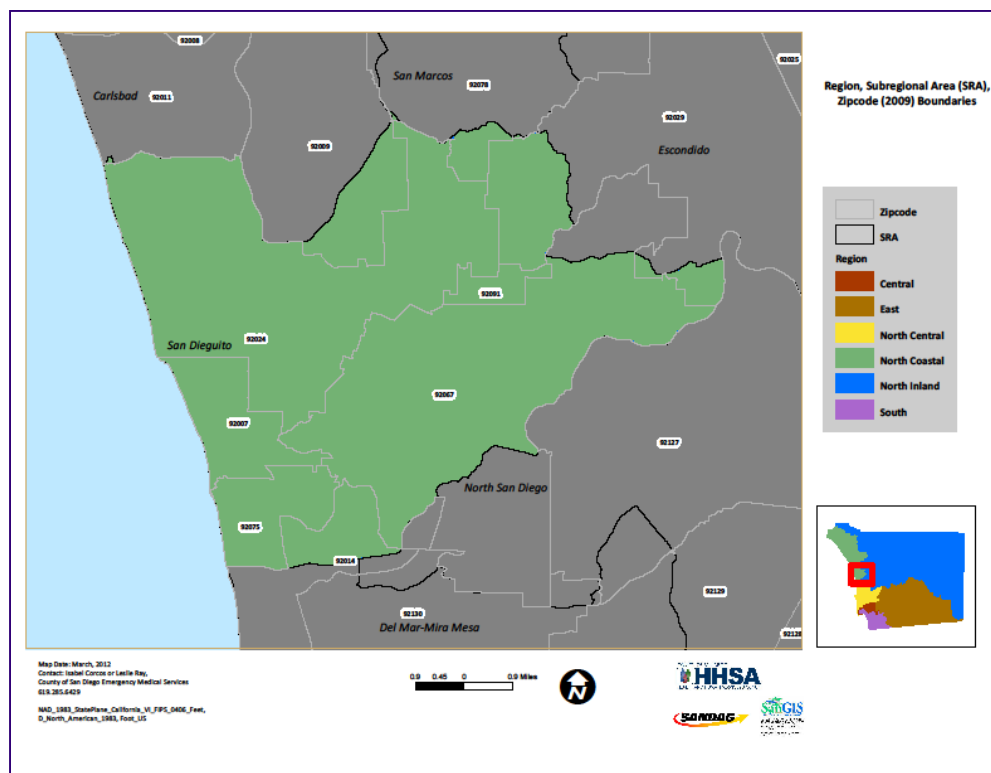 92008
92025
San Marcos
92078
Carlsbad
92011
92029
92009
Escondido
92091
San Dieguito
92024
92067
92007
92127
North San Diego
92075
92014
92129
92130
Del Mar-Mira Mesa
92128
Region, Subregional Area (SRA),
Zipcode (2009) Boundaries
Zipcode
SRA
Region
Central
East
North Central
North Coastal
North Inland
South
Map Date: March, 2012
Contact: Isabel Corcos or Leslie Ray,
County of San Diego Emergency Medical Services
619.285.6429
NAD_1983_StatePlane_California_VI_FIPS_0406_Feet,
D_North_American_1983, Foot_US
0.9 0.45 0 0.9 Miles
N
HHSA
SANDAG
SanGIS